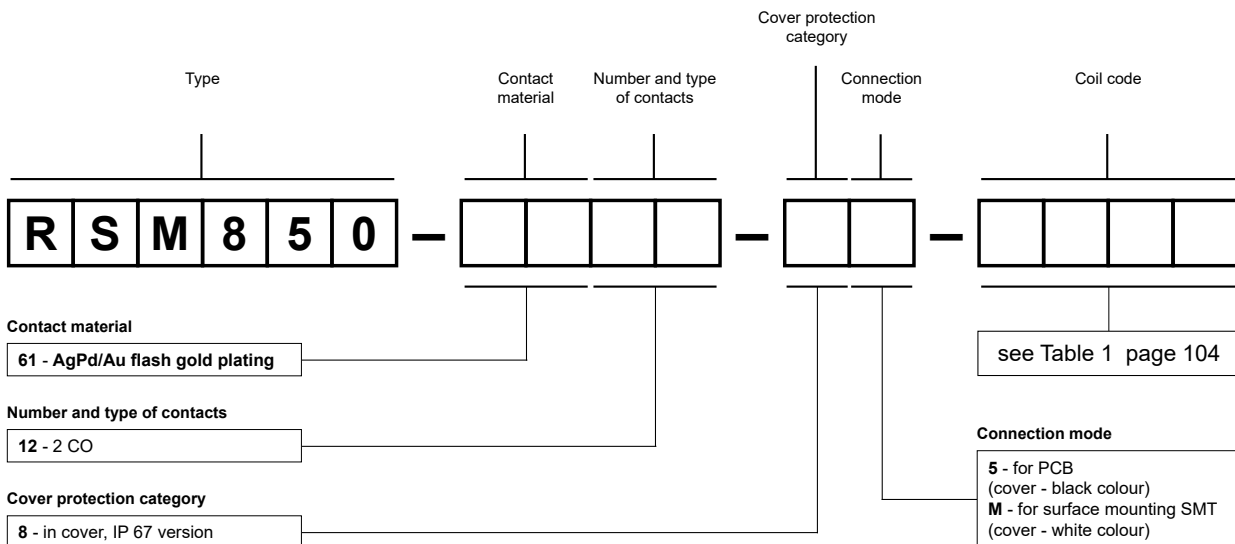 Cover protection
category
Type
Contact
material
Number and type
of contacts
Connection
mode
Coil code
RSM850 – – –
Contact material
61 - AgPd/Au flash gold plating
see Table 1 page 104
Number and type of contacts
12 - 2 CO
Connection mode
5 - for PCB
(cover - black colour)
M - for surface mounting SMT
(cover - white colour)
Cover protection category
8 - in cover, IP 67 version